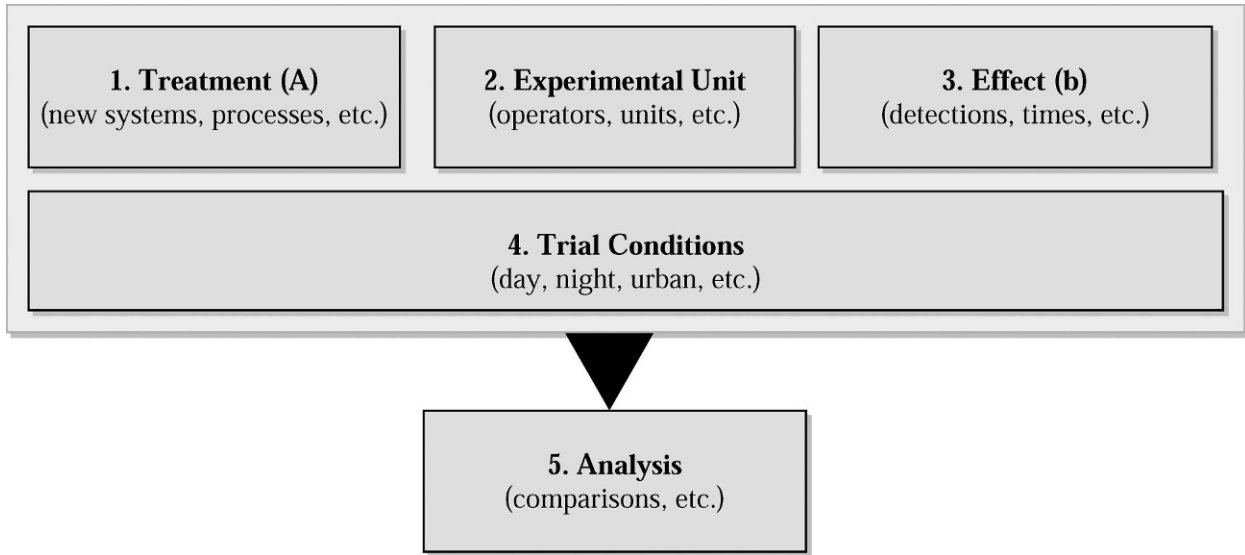 1. Treatment (A)
(new systems, processes, etc.)
2. Experimental Unit
(operators, units, etc.)
3. Effect (b)
(detections, times, etc.)
4. Trial Conditions
(day, night, urban, etc.)
5. Analysis
(comparisons, etc.)